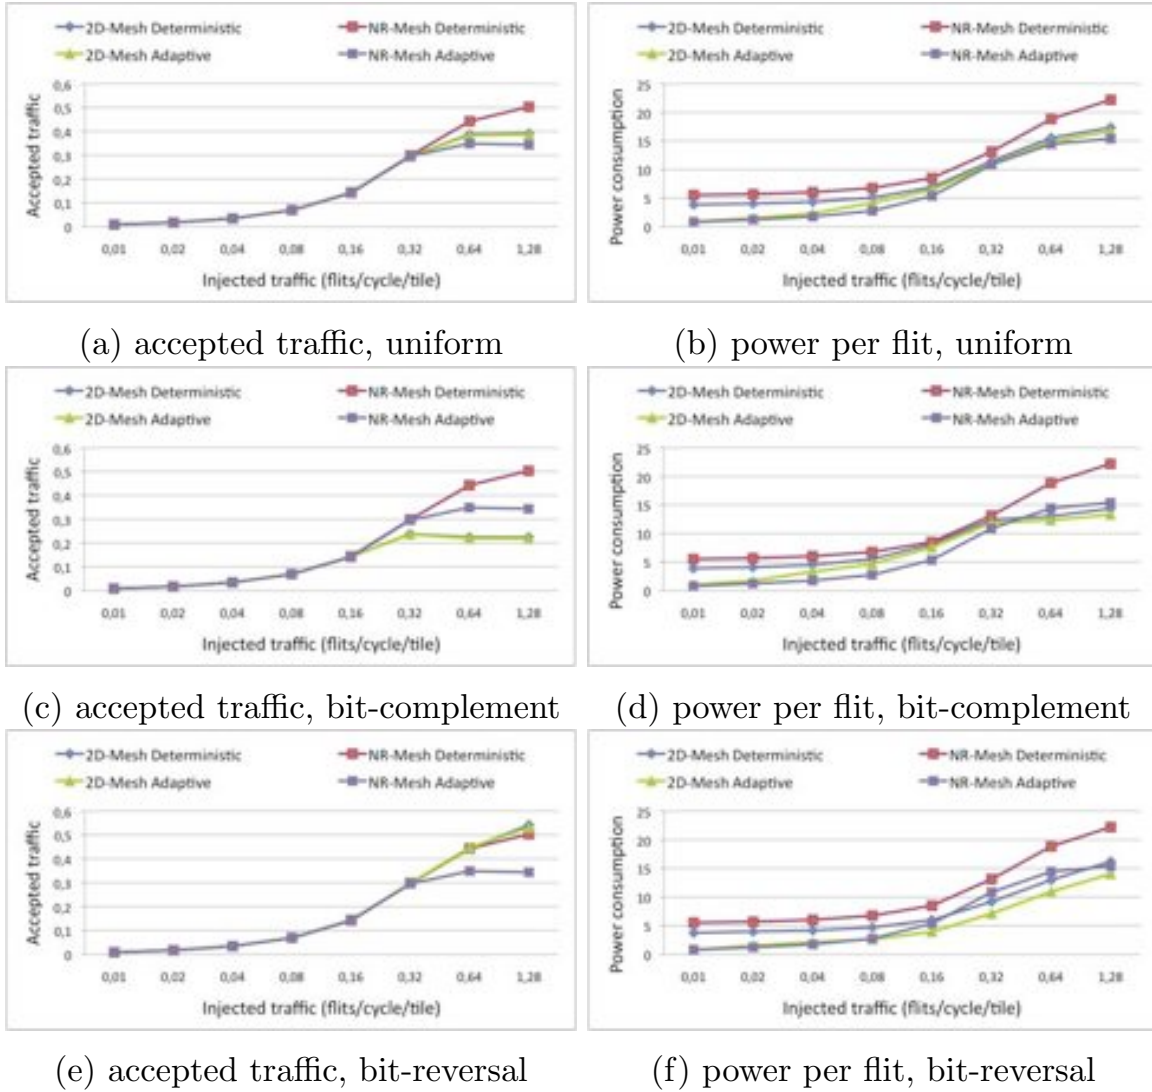 2D-Mesh Deterministic NR-Mesh Deterministic
2D-Mesh Adaptive NR-Mesh Adaptive
Accepted traffic
0,6
0,5
0,4
0,3
0,2
0,1
0
0,01 0,02 0,04 0,08 0,16 0,32 0,64 1,28
Injected traffic (flits/cycle/tile)
(a) accepted traffic, uniform
2D-Mesh Deterministic NR-Mesh Deterministic
2D-Mesh Adaptive NR-Mesh Adaptive
Power consumption
25
20
15
10
5
0
0,01 0,02 0,04 0,08 0,16 0,32 0,64 1,28
Injected traffic (flits/cycle/tile)
(b) power per flit, uniform
2D-Mesh Deterministic NR-Mesh Deterministic
2D-Mesh Adaptive NR-Mesh Adaptive
Accepted traffic
0,6
0,5
0,4
0,3
0,2
0,1
0
0,01 0,02 0,04 0,08 0,16 0,32 0,64 1,28
Injected traffic (flits/cycle/tile)
(c) accepted traffic, bit-complement
2D-Mesh Deterministic NR-Mesh Deterministic
2D-Mesh Adaptive NR-Mesh Adaptive
Power consumption
25
20
15
10
5
0
0,01 0,02 0,04 0,08 0,16 0,32 0,64 1,28
Injected traffic (flits/cycle/tile)
(d) power per flit, bit-complement
2D-Mesh Deterministic NR-Mesh Deterministic
2D-Mesh Adaptive NR-Mesh Adaptive
Accepted traffic
0,6
0,5
0,4
0,3
0,2
0,1
0
0,01 0,02 0,04 0,08 0,16 0,32 0,64 1,28
Injected traffic (flits/cycle/tile)
(e) accepted traffic, bit-reversal
2D-Mesh Deterministic NR-Mesh Deterministic
2D-Mesh Adaptive NR-Mesh Adaptive
Power consumption
25
20
15
10
5
0
0,01 0,02 0,04 0,08 0,16 0,32 0,64 1,28
Injected traffic (flits/cycle/tile)
(f) power per flit, bit-reversal